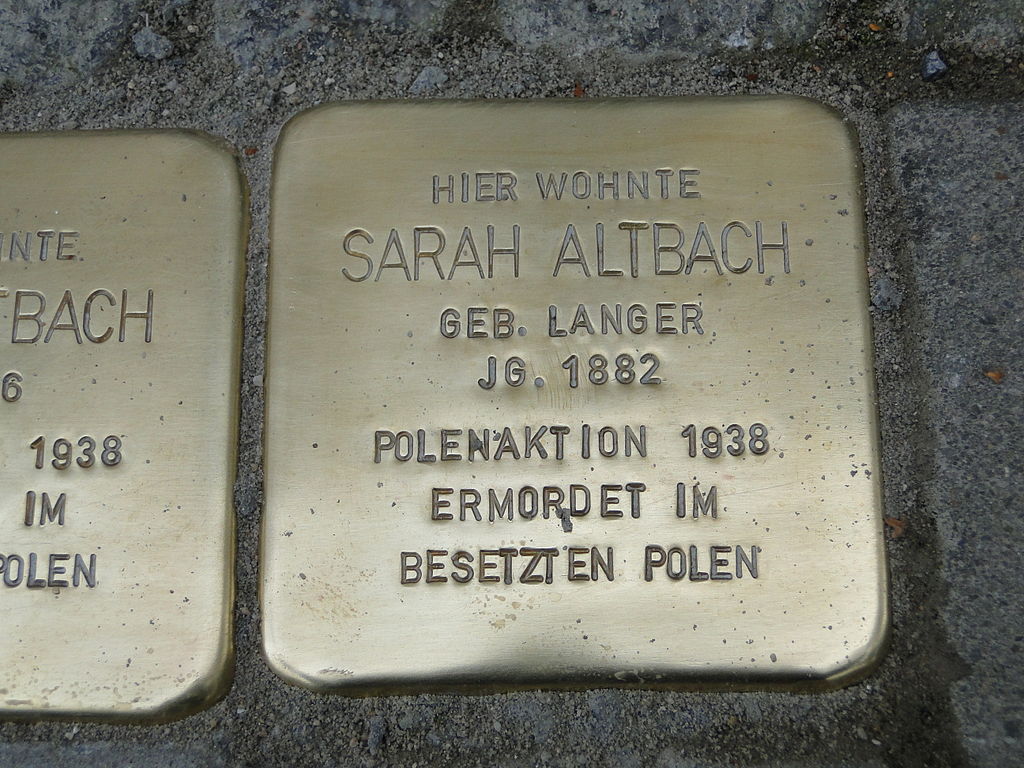 NTE
BACH
6
1938
IM
POLEN
HIER WOHNTE
SARAH ALTBACH
GEB. LANGER
JG. 1882
POLENAKTION 1938
ERMORDET IM
BESETZTEN POLEN